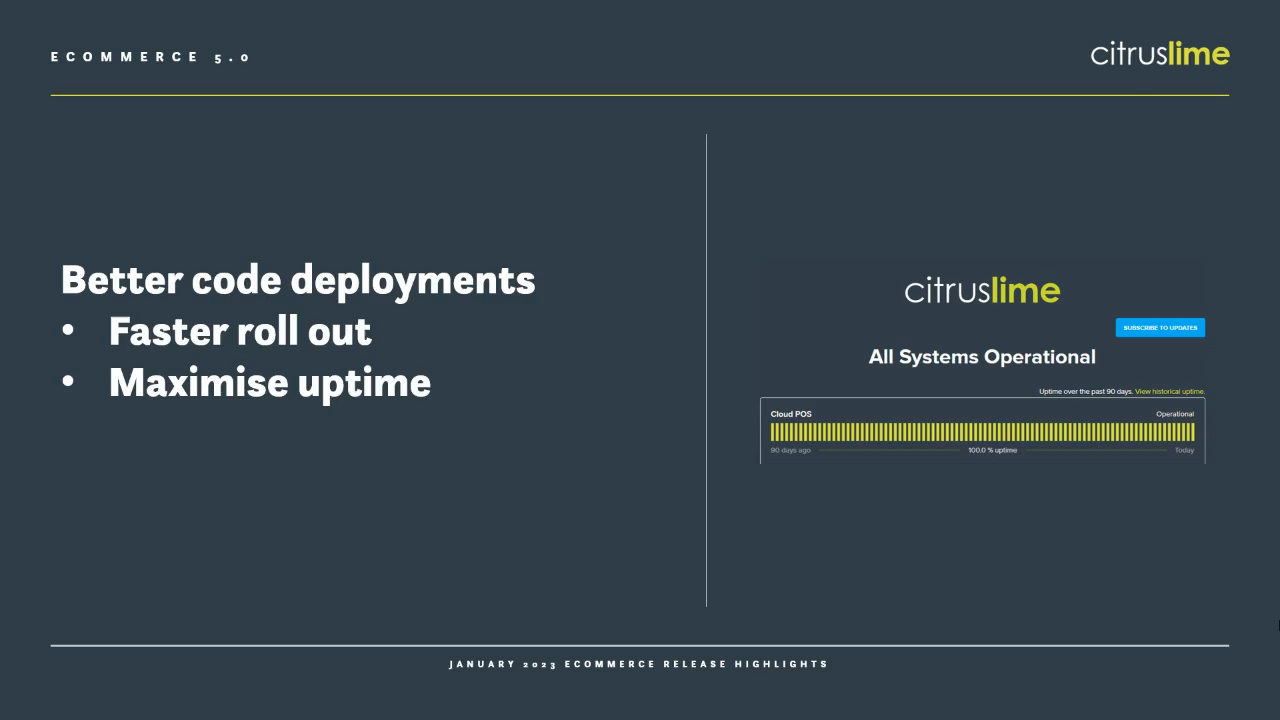 ECOMMERCE 5.0
citruslime
Better code deployments
• Faster roll out
• Maximise uptime
citruslime
SUBSCRIBE TO UPDATES
All Systems Operational
Uptime over the past 90 days. View historical uptime.
Cloud POS Operational
90 days ago 100.0 % uptime Today
JANUARY 2023 ECOMMERCE RELEASE HIGHLIGHTS